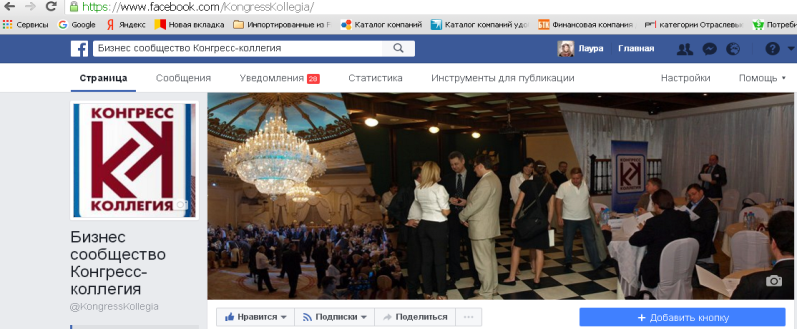 https://www.facebook.com/KongressKollegia/
Сервисы Google Яндекс Новая вкладка Импортированные из F Каталог компаний Каталог компаний удо Финансовая компания категории Отраслевые Потреби
Бизнес сообщество Конгресс-коллегия Лаура Главная
Страница Сообщения Уведомления 28 Статистика Инструменты для публикации Настройки Помощь
КОНГРЕСС
КОЛЛЕГИЯ
Бизнес
сообщество
Конгресс-
коллегия
@KongressKollegia
Нравится Подписки Поделиться ... + Добавить кнопку